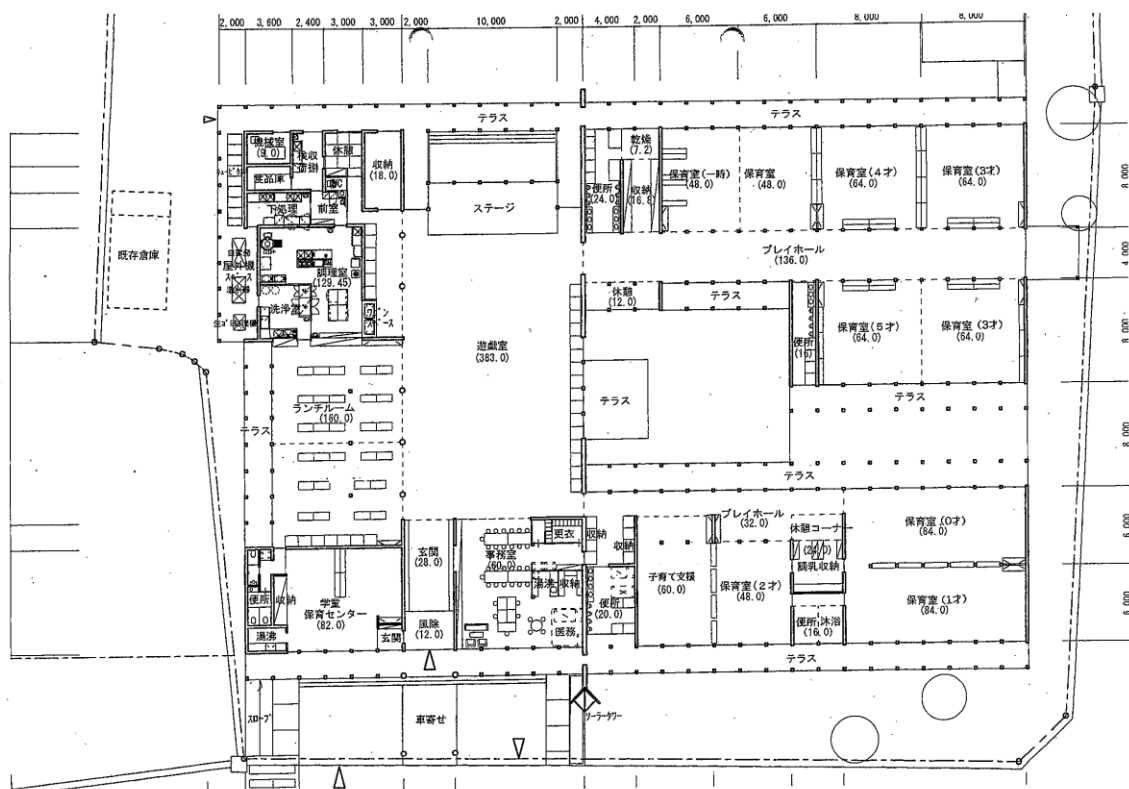 2,000 3,600 2,400 3,000 3,000 2,000 10,000 2,000 4,000 2,000 6,000 6,000 8,000 8,000
テラス
テラス
機械室
(9.0)
検収
休憩
収納
(18.0)
食品庫
下処理
前室
ステージ
便所
(24.0)
乾燥
(7.2)
収納
(16.8)
保育室(一時)
(48.0)
保育室
(48.0)
保育室(4才)
(64.0)
保育室(3才)
(64.0)
8,000
既存倉庫
調理室
(129.45)
洗浄室
プレイホール
(136.0)
4,000
休憩
(12.0)
テラス
遊戯室
(383.0)
便所
(16)
保育室(5才)
(64.0)
保育室(3才)
(64.0)
8,000
テラス
ランチルーム
(160.0)
テラス
テラス
8,000
テラス
プレイホール
(32.0)
休憩コーナー
(24.0)
調乳収納
保育室(0才)
(84.0)
6,000
玄関
(28.0)
事務室
(60.0)
更衣
収納
収納
湯沸
収納
子育て支援
(60.0)
保育室(2才)
(48.0)
保育室(1才)
(84.0)
6,000
便所
収納
学童
保育センター
(82.0)
湯沸
玄関
風除
(12.0)
医務
便所
(20.0)
便所
沐浴
(16.0)
テラス
スロープ
車寄せ
ソーラータワー